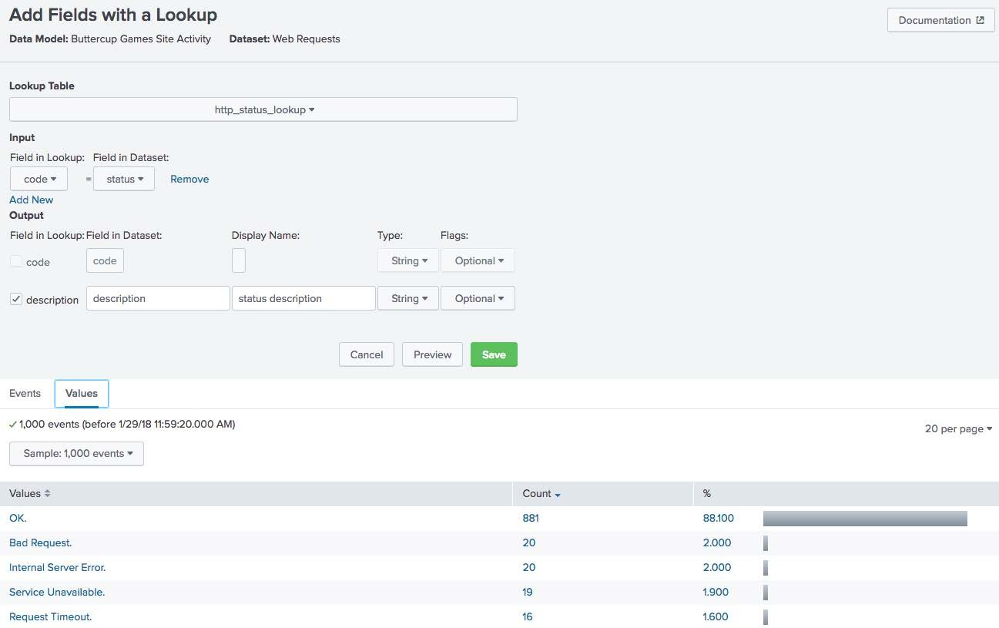 Add Fields with a Lookup
Documentation
Data Model: Buttercup Games Site Activity Dataset: Web Requests
Lookup Table
http_status_lookup
Input
Field in Lookup: Field in Dataset:
code = status Remove
Add New
Output
Field in Lookup: Field in Dataset: Display Name: Type: Flags:
code code String Optional
description description status description String Optional
Cancel Preview Save
Events Values
1,000 events (before 1/29/18 11:59:20.000 AM)
20 per page
Sample: 1,000 events
Values Count %
OK. 881 88.100
Bad Request. 20 2.000
Internal Server Error. 20 2.000
Service Unavailable. 19 1.900
Request Timeout. 16 1.600